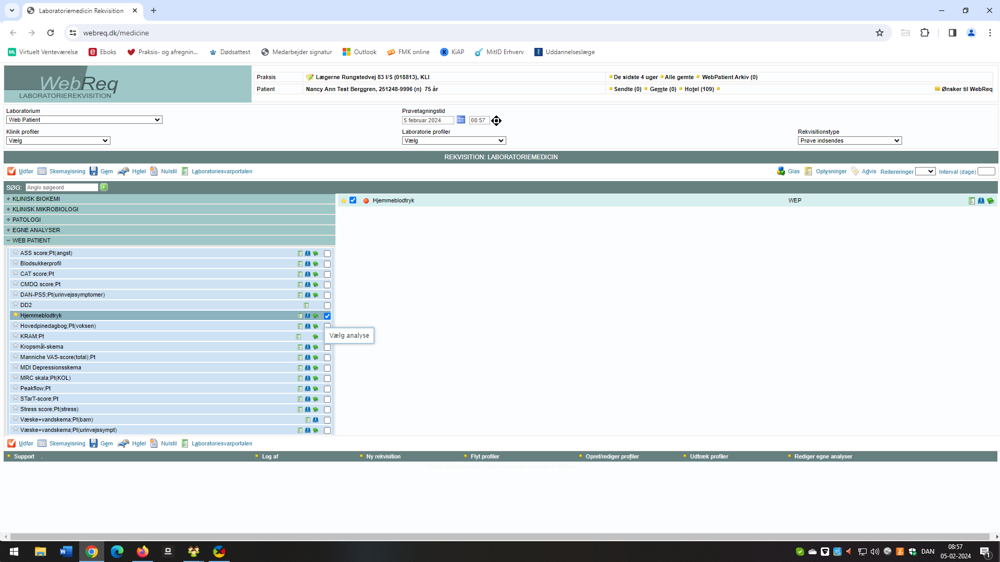 Laboratoriemedicin Rekvisition
webreq.dk/medicine
ML Virtuelt Venteværelse Eboks Praksis- og afregnin... Dødsattest Medarbejder signatur Outlook FMK online KiAP MitID Erhverv Uddannelseslæge
WebReq
LABORATORIEREKVISITION
Praksis Lægerne Rungstedvej 83 I/S (018813), KLI De sidste 4 uger Alle gemte WebPatient Arkiv (0)
Patient Nancy Ann Test Berggren, 251248-9996 (n) 75 år Sendte (0) Gemte (0) Hotel (109) Ønsker til WebReq
Laboratorium Prøvetagningstid
Web Patient 5 februar 2024 08:57
Klinik profiler Laboratorie profiler Rekvisitionstype
Vælg Vælg Prøve indsendes
REKVISITION: LABORATORIEMEDICIN
Udfør Skemavisning Gem Hotel Nulstil Laboratoriesvarportalen Glas Oplysninger Advis Reitereringer Interval (dage)
SØG: Angiv søgeord
KLINISK BIOKEMI
Hjemmeblodtryk WEP
KLINISK MIKROBIOLOGI
PATOLOGI
EGNE ANALYSER
WEB PATIENT
ASS score;Pt(angst)
Blodsukkerprofil
CAT score;Pt
CMDQ score;Pt
DAN-PSS;Pt(urinvejssymptomer)
DD2
Hjemmeblodtryk
Hovedpinedagbog;Pt(voksen)
KRAM;Pt
Vælg analyse
Kropsmål-skema
Manniche VAS-score(total);Pt
MDI Depressionsskema
MRC skala;Pt(KOL)
Peakflow;Pt
STarT-score;Pt
Stress score;Pt(stress)
Væske+vandskema;Pt(barn)
Væske+vandskema;Pt(urinvejssympt)
Udfør Skemavisning Gem Hotel Nulstil Laboratoriesvarportalen
Support . Log af Ny rekvisition Flyt profiler Opret/rediger profiler Udtræk profiler Rediger egne analyser
DAN 08:57
05-02-2024 1